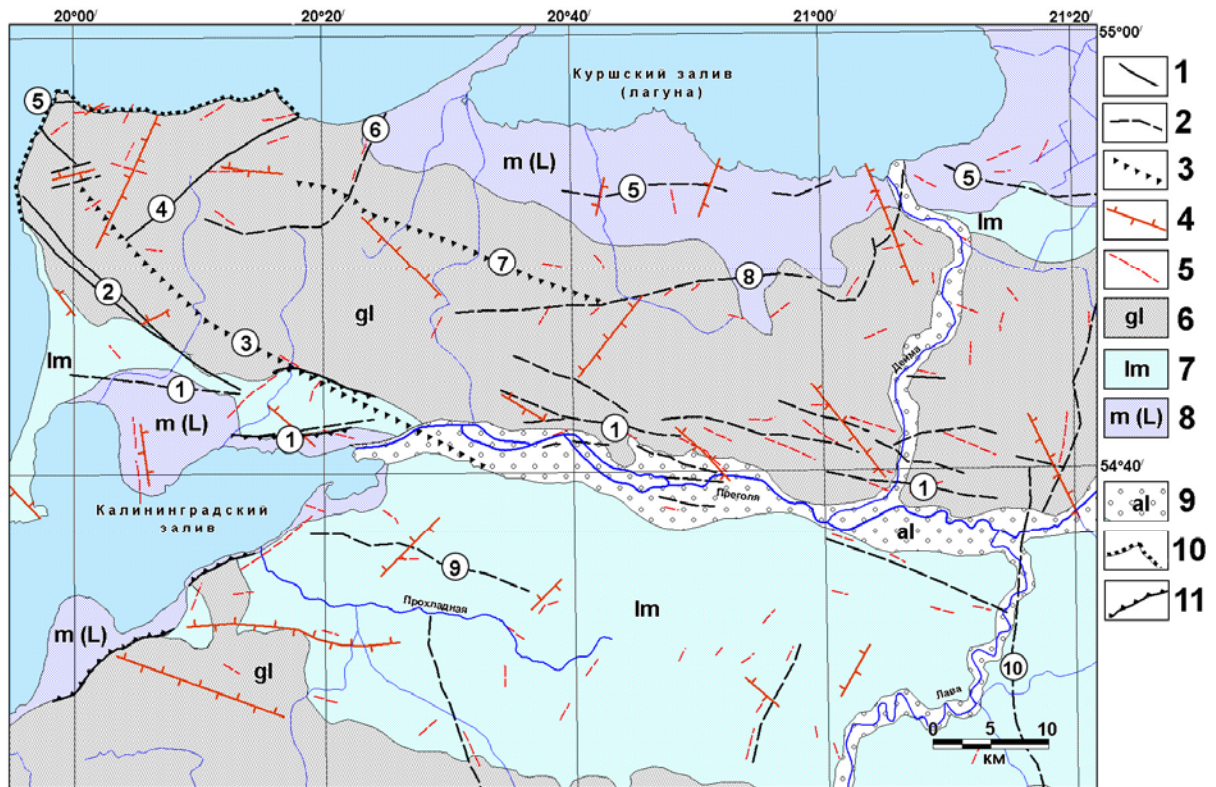 20°00′ 20°20′ 20°40′ 21°00′ 21°20′
55°00′
Куршский залив
(лагуна)
1
5
6
2
m (L)
5
5
3
4
lm
4
7
8
5
gl
2
6 gl
3
Дейма
lm
7 lm
1
m (L)
8 m (L)
1
1
54°40′
1
Преголя
9 al
Калининградский
залив
al
10
9
Прохладная
lm
11
m (L)
gl
10
Лава
0 5 10
км